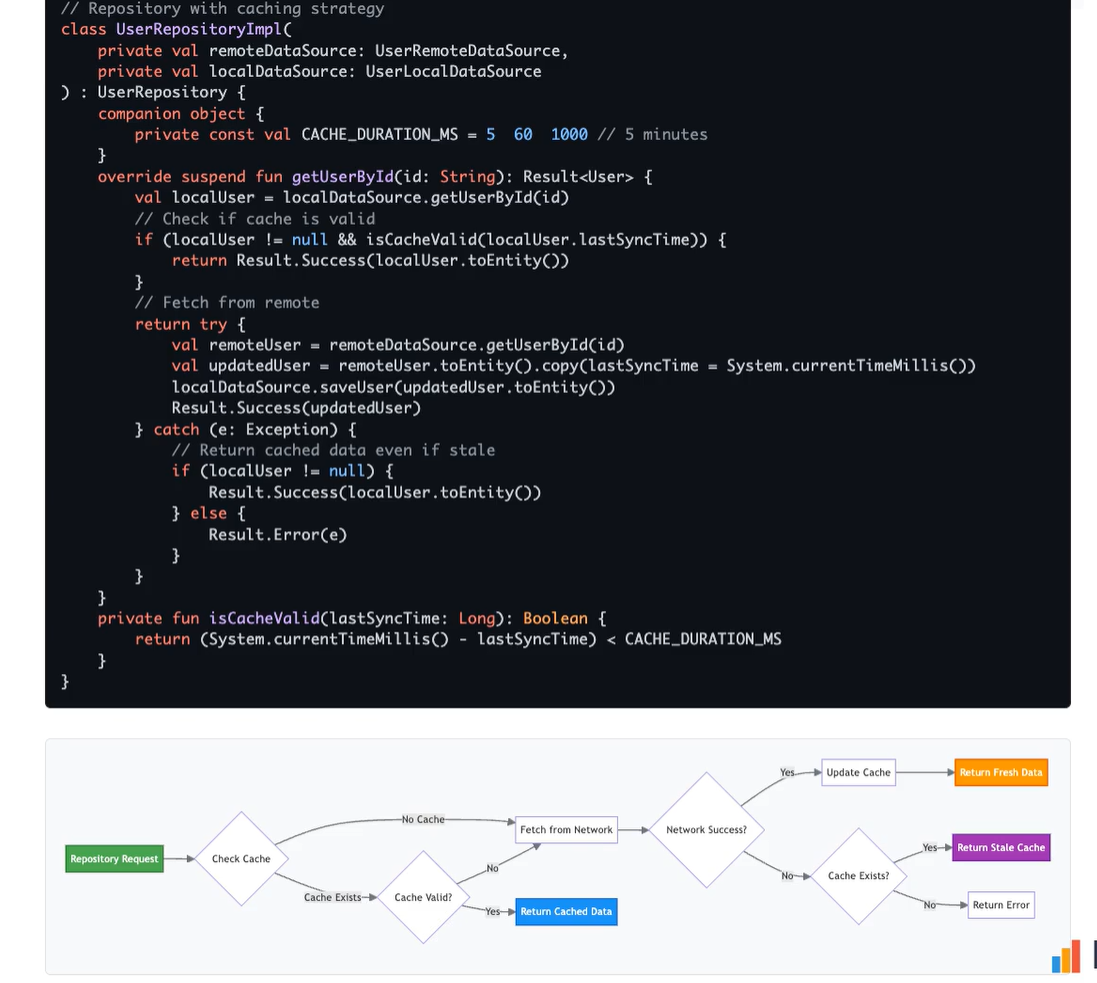 // Repository with caching strategy
class UserRepositoryImpl(
    private val remoteDataSource: UserRemoteDataSource,
    private val localDataSource: UserLocalDataSource
) : UserRepository {
    companion object {
        private const val CACHE_DURATION_MS = 5  60  1000 // 5 minutes
    }
    override suspend fun getUserById(id: String): Result<User> {
        val localUser = localDataSource.getUserById(id)
        // Check if cache is valid
        if (localUser != null && isCacheValid(localUser.lastSyncTime)) {
            return Result.Success(localUser.toEntity())
        }
        // Fetch from remote
        return try {
            val remoteUser = remoteDataSource.getUserById(id)
            val updatedUser = remoteUser.toEntity().copy(lastSyncTime = System.currentTimeMillis())
            localDataSource.saveUser(updatedUser.toEntity())
            Result.Success(updatedUser)
        } catch (e: Exception) {
            // Return cached data even if stale
            if (localUser != null) {
                Result.Success(localUser.toEntity())
            } else {
                Result.Error(e)
            }
        }
    }
    private fun isCacheValid(lastSyncTime: Long): Boolean {
        return (System.currentTimeMillis() - lastSyncTime) < CACHE_DURATION_MS
    }
}
Repository Request
Check Cache
No Cache
Cache Exists
Cache Valid?
No
Yes
Fetch from Network
Return Cached Data
Network Success?
Yes
No
Update Cache
Return Fresh Data
Cache Exists?
Yes
No
Return Stale Cache
Return Error